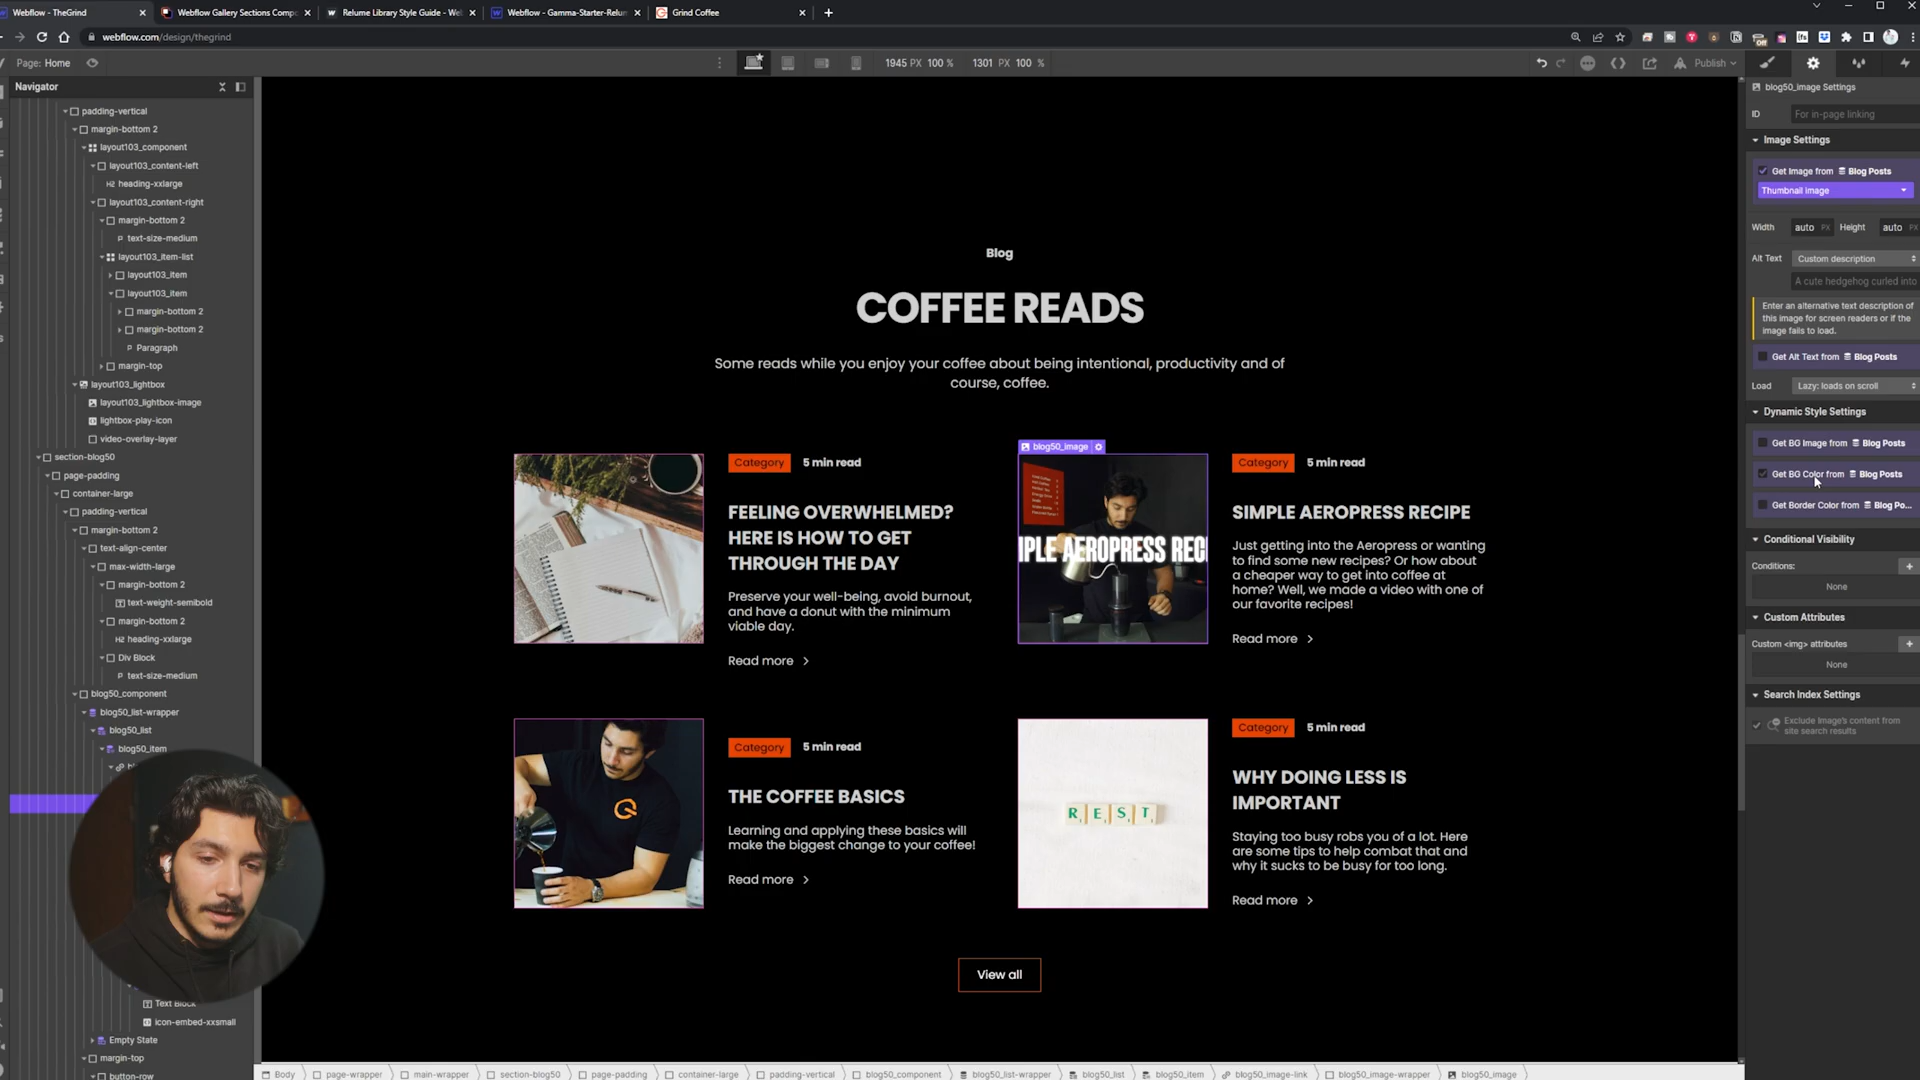 Webflow - TheGrind
Webflow Gallery Sections Compo
Relume Library Style Guide - We
Webflow - Gamma-Starter-Relum
Grind Coffee
webflow.com/design/thegrind
Page: Home
1945 PX 100 %
1301 PX 100 %
Publish
Navigator
padding-vertical
margin-bottom 2
layout103_component
layout103_content-left
H2 heading-xxlarge
layout103_content-right
margin-bottom 2
P text-size-medium
layout103_item-list
layout103_item
layout103_item
margin-bottom 2
margin-bottom 2
P Paragraph
margin-top
layout103_lightbox
layout103_lightbox-image
lightbox-play-icon
video-overlay-layer
section-blog50
page-padding
container-large
padding-vertical
margin-bottom 2
text-align-center
max-width-large
margin-bottom 2
text-weight-semibold
margin-bottom 2
H2 heading-xxlarge
Div Block
P text-size-medium
blog50_component
blog50_list-wrapper
blog50_list
blog50_item
Text Block
icon-embed-xxsmall
Empty State
margin-top
button-row
Blog
COFFEE READS
Some reads while you enjoy your coffee about being intentional, productivity and of
course, coffee.
Category
5 min read
FEELING OVERWHELMED?
HERE IS HOW TO GET
THROUGH THE DAY
Preserve your well-being, avoid burnout,
and have a donut with the minimum
viable day.
Read more
blog50_image
IPLE AEROPRESS RECI
Category
5 min read
SIMPLE AEROPRESS RECIPE
Just getting into the Aeropress or wanting
to find some new recipes? Or how about
a cheaper way to get into coffee at
home? Well, we made a video with one of
our favorite recipes!
Read more
Category
5 min read
THE COFFEE BASICS
Learning and applying these basics will
make the biggest change to your coffee!
Read more
REST
Category
5 min read
WHY DOING LESS IS
IMPORTANT
Staying too busy robs you of a lot. Here
are some tips to help combat that and
why it sucks to be busy for too long.
Read more
View all
Body
page-wrapper
main-wrapper
section-blog50
page-padding
container-large
padding-vertical
blog50_component
blog50_list-wrapper
blog50_list
blog50_item
blog50_image-link
blog50_image-wrapper
blog50_image
blog50_image Settings
ID
For in-page linking
Image Settings
Get Image from Blog Posts
Thumbnail image
Width auto PX Height auto PX
Alt Text Custom description
A cute hedgehog curled into
Enter an alternative text description of
this image for screen readers or if the
image fails to load.
Get Alt Text from Blog Posts
Load Lazy: loads on scroll
Dynamic Style Settings
Get BG Image from Blog Posts
Get BG Color from Blog Posts
Get Border Color from Blog Po...
Conditional Visibility
Conditions:
None
Custom Attributes
Custom <img> attributes
None
Search Index Settings
Exclude image's content from
site search results